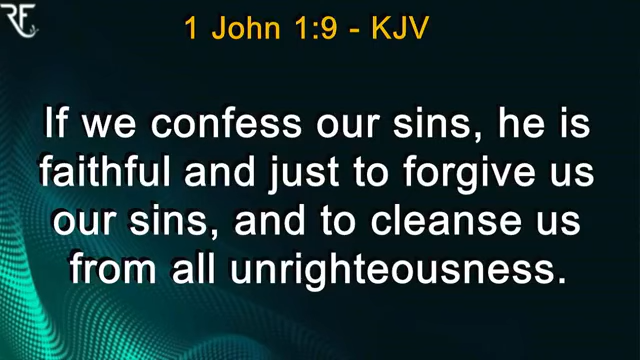 RF
1 John 1:9 - KJV
If we confess our sins, he is
faithful and just to forgive us
our sins, and to cleanse us
from all unrighteousness.